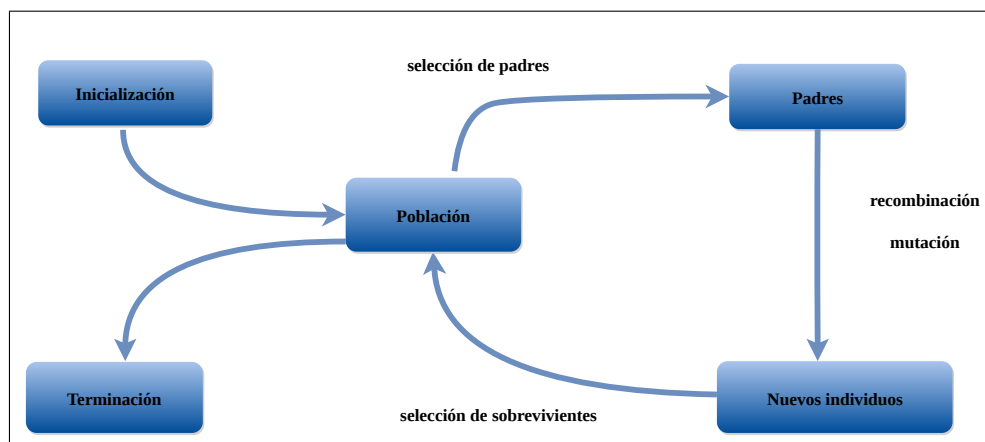 selección de padres
Inicialización
Padres
Población
recombinación
mutación
Terminación
Nuevos individuos
selección de sobrevivientes